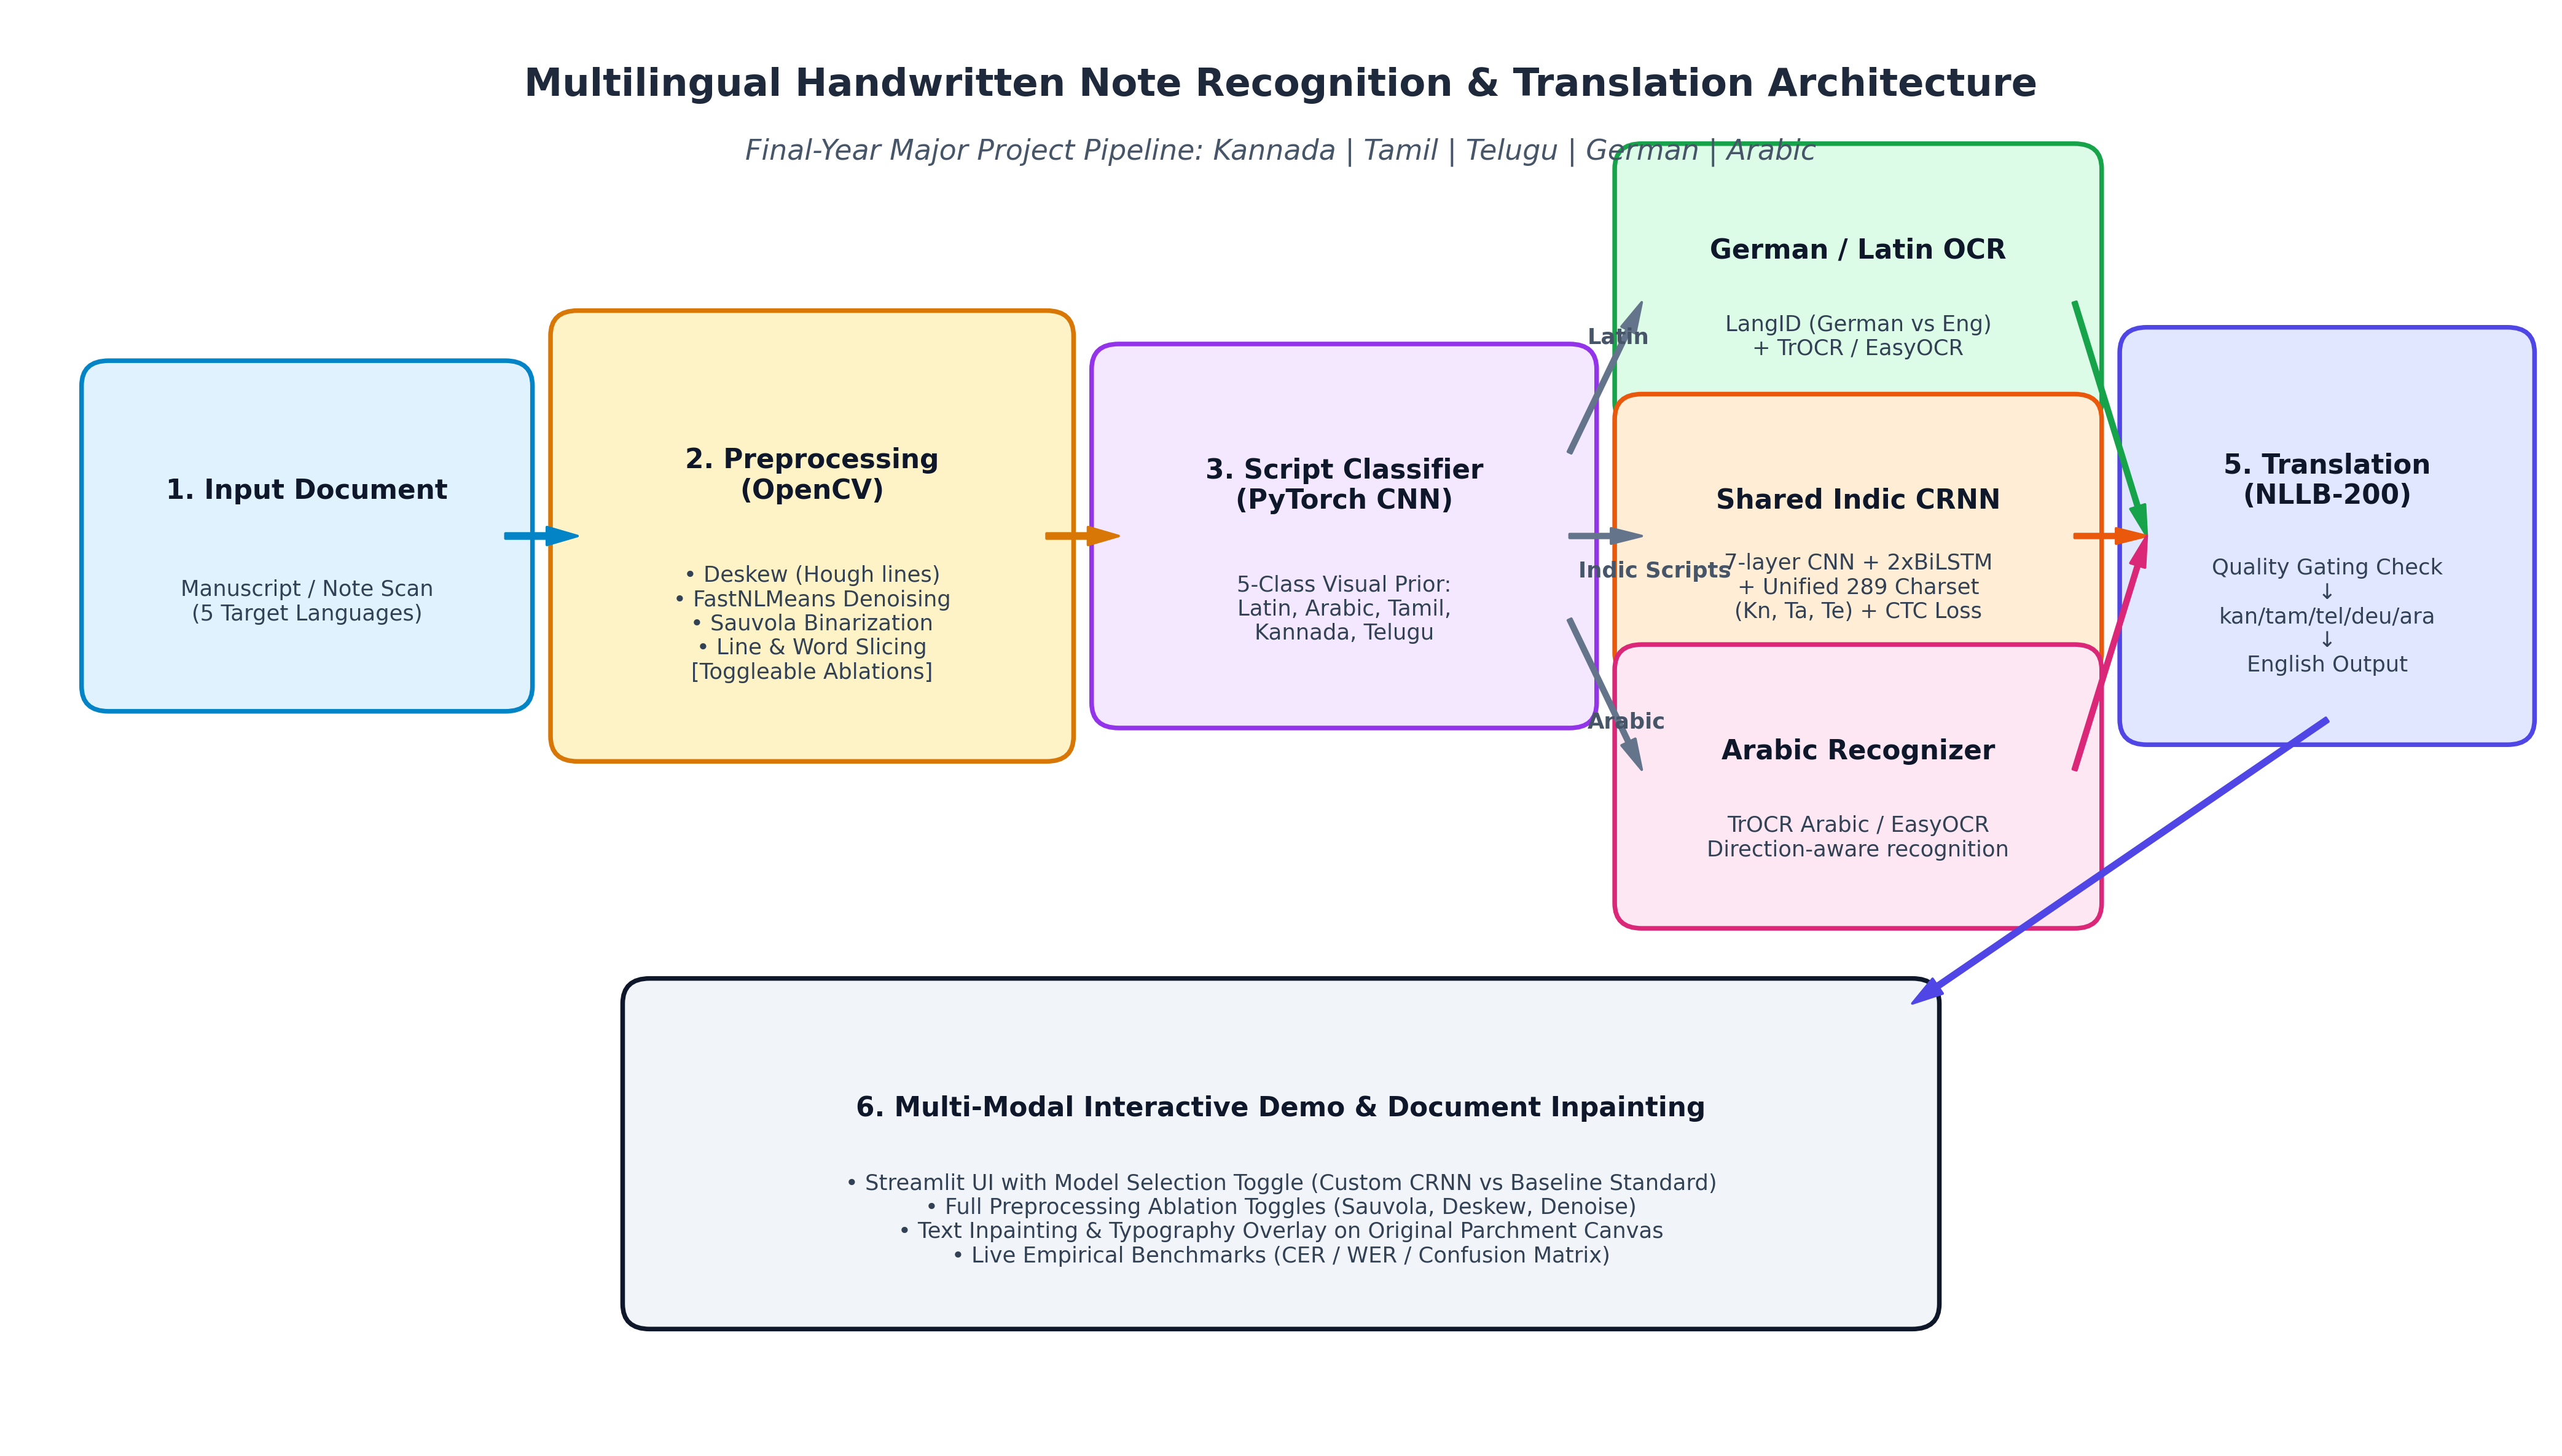 Multilingual Handwritten Note Recognition & Translation Architecture
Final-Year Major Project Pipeline: Kannada | Tamil | Telugu | German | Arabic
1. Input Document
Manuscript / Note Scan
(5 Target Languages)
2. Preprocessing
(OpenCV)
• Deskew (Hough lines)
• FastNLMeans Denoising
• Sauvola Binarization
• Line & Word Slicing
[Toggleable Ablations]
3. Script Classifier
(PyTorch CNN)
5-Class Visual Prior:
Latin, Arabic, Tamil,
Kannada, Telugu
Latin
Indic Scripts
Arabic
German / Latin OCR
LangID (German vs Eng)
+ TrOCR / EasyOCR
Shared Indic CRNN
7-layer CNN + 2xBiLSTM
+ Unified 289 Charset
(Kn, Ta, Te) + CTC Loss
Arabic Recognizer
TrOCR Arabic / EasyOCR
Direction-aware recognition
5. Translation
(NLLB-200)
Quality Gating Check
↓
kan/tam/tel/deu/ara
↓
English Output
6. Multi-Modal Interactive Demo & Document Inpainting
• Streamlit UI with Model Selection Toggle (Custom CRNN vs Baseline Standard)
• Full Preprocessing Ablation Toggles (Sauvola, Deskew, Denoise)
• Text Inpainting & Typography Overlay on Original Parchment Canvas
• Live Empirical Benchmarks (CER / WER / Confusion Matrix)